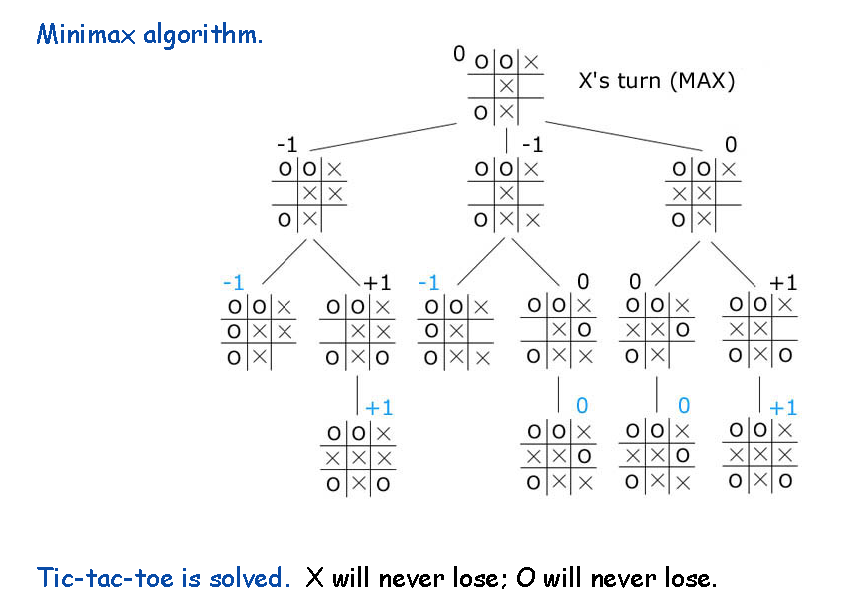 Minimax algorithm.
0
O O X
X
O X
X's turn (MAX)
-1 -1 0
O O X O O X O O X
X X X X X
O X O X X O X
-1 +1 -1 0 0 +1
O O X O O X O O X O O X O O X O O X
O X X X X O X X O X X O X X
O X O X O O X X O X X O X O X O
+1 0 0 +1
O O X O O X O O X O O X
X X X X X O X X O X X X
O X O O X X O X X O X O
Tic-tac-toe is solved. X will never lose; O will never lose.